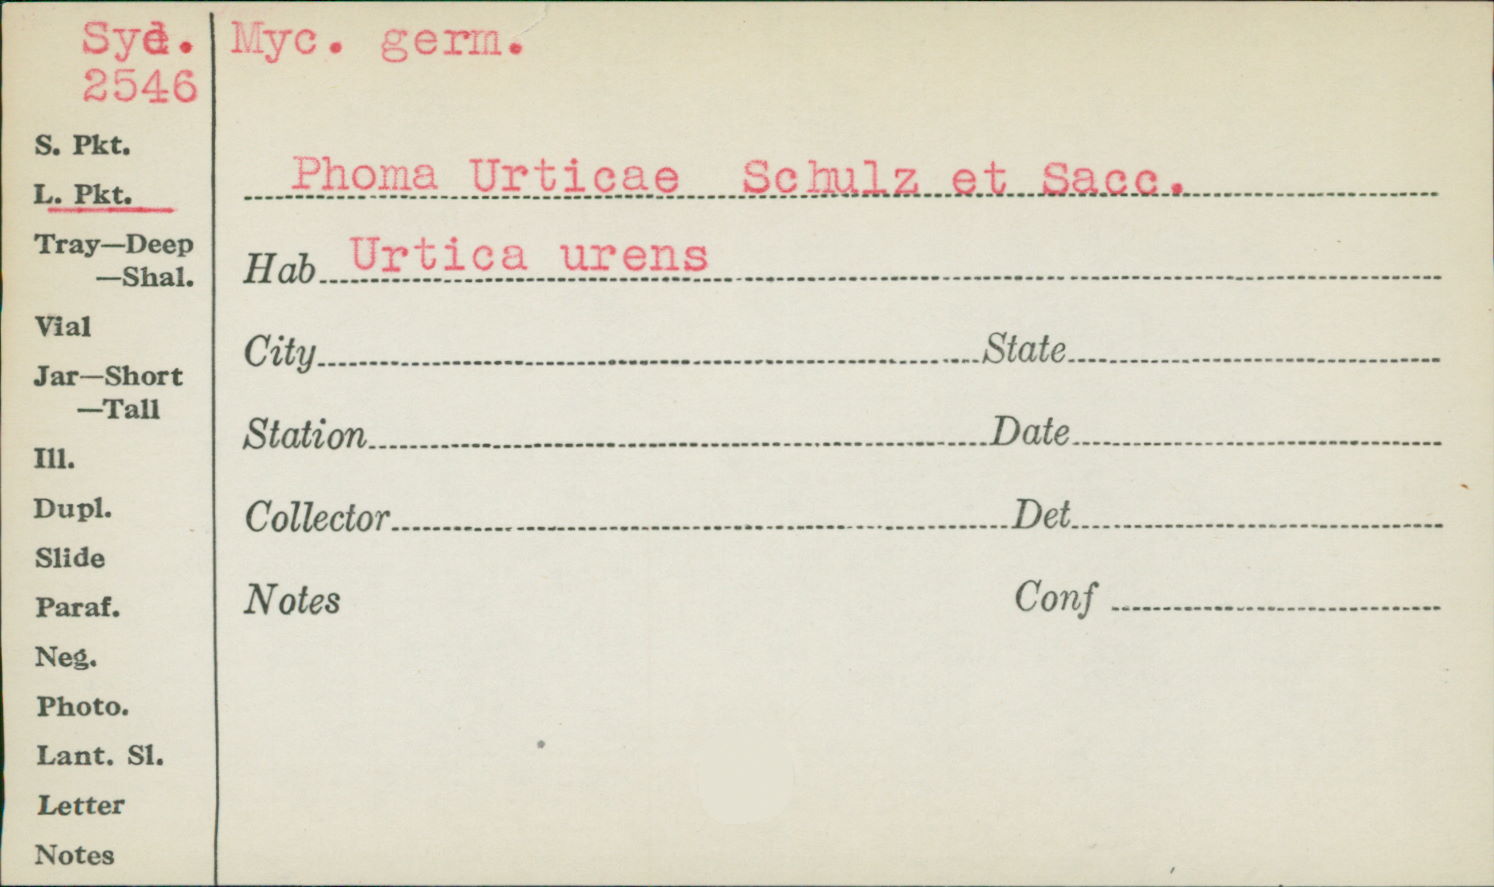 Syd. Myc. germ.
2546
S. Pkt.
L. Pkt.
Tray—Deep
—Shal.
Vial
Jar—Short
—Tall
Ill.
Dupl.
Slide
Paraf.
Neg.
Photo.
Lant. Sl.
Letter
Notes
Phoma Urticae Schulz et Sacc.
Hab Urtica urens
City State
Station Date
Collector Det
Notes Conf